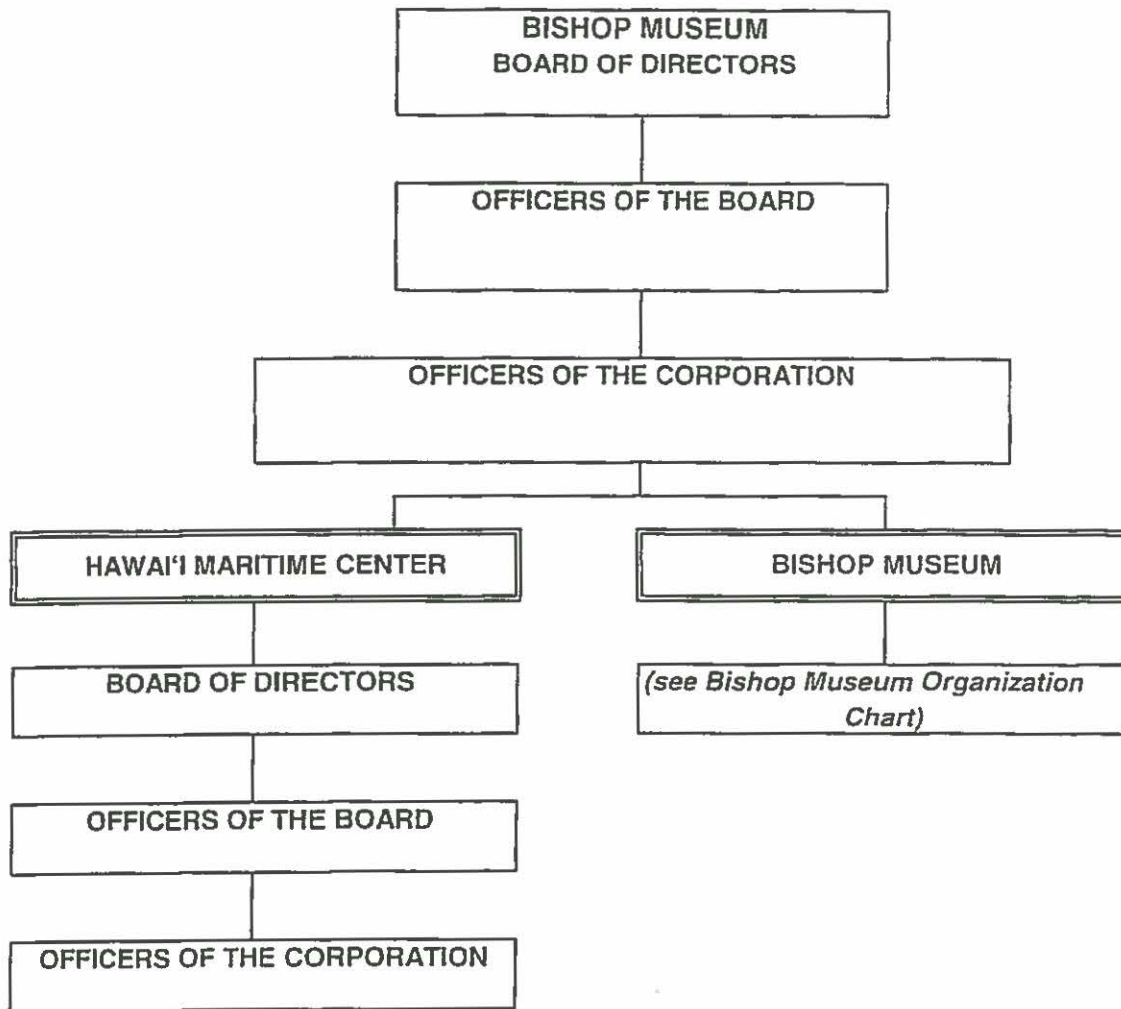 BISHOP MUSEUM
BOARD OF DIRECTORS
OFFICERS OF THE BOARD
OFFICERS OF THE CORPORATION
HAWAI‘I MARITIME CENTER
BISHOP MUSEUM
BOARD OF DIRECTORS
(see Bishop Museum Organization
Chart)
OFFICERS OF THE BOARD
OFFICERS OF THE CORPORATION